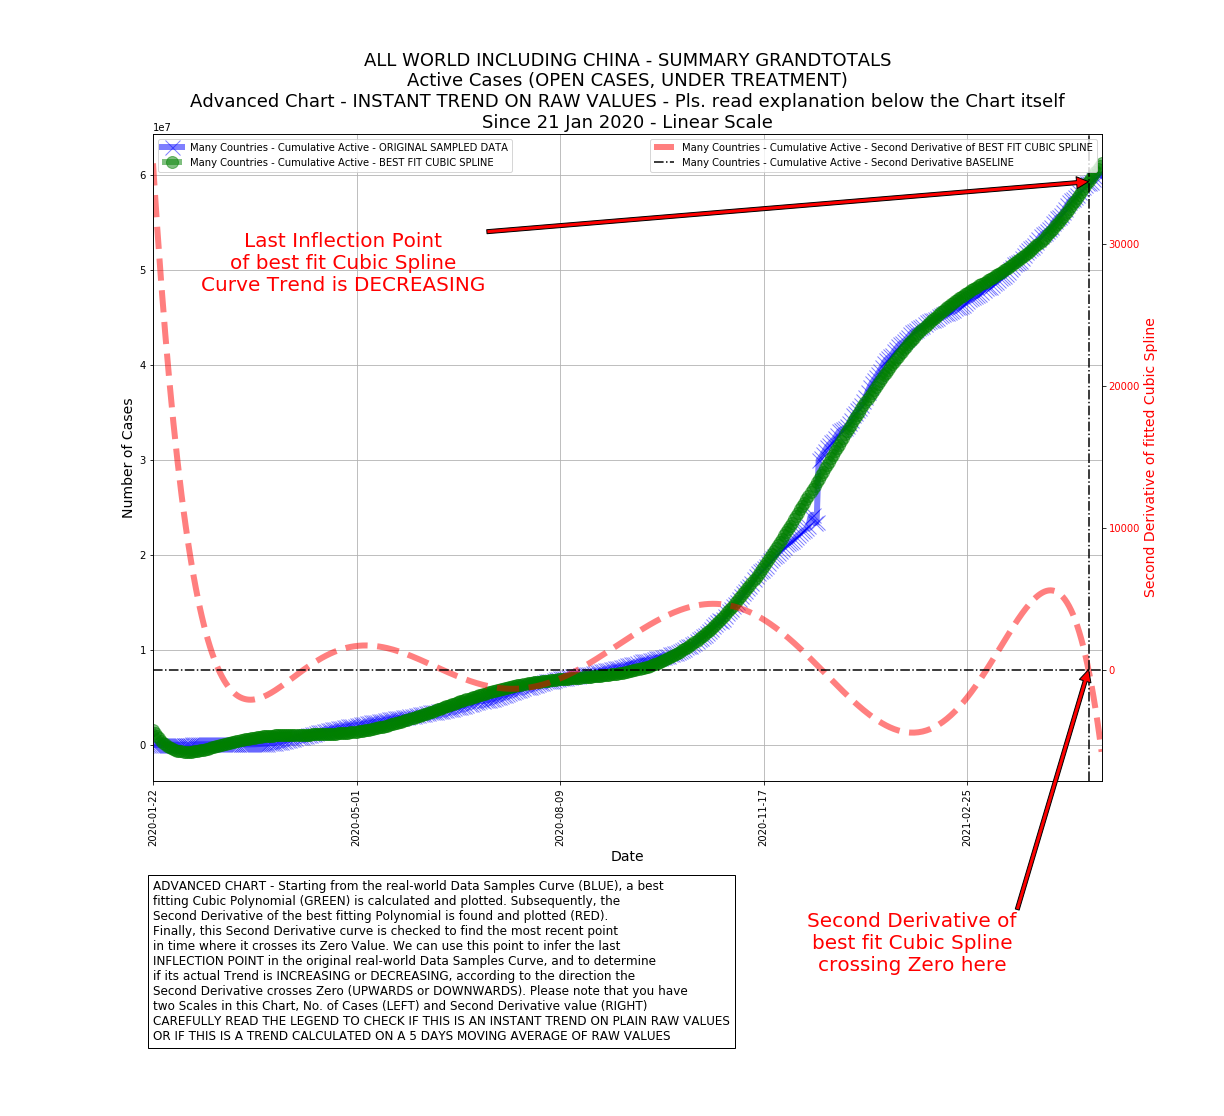 ALL WORLD INCLUDING CHINA - SUMMARY GRANDTOTALS
Active Cases (OPEN CASES, UNDER TREATMENT)
Advanced Chart - INSTANT TREND ON RAW VALUES - Pls. read explanation below the Chart itself
Since 21 Jan 2020 - Linear Scale
1e7
Many Countries - Cumulative Active - ORIGINAL SAMPLED DATA
Many Countries - Cumulative Active - BEST FIT CUBIC SPLINE
Many Countries - Cumulative Active - Second Derivative of BEST FIT CUBIC SPLINE
Many Countries - Cumulative Active - Second Derivative BASELINE
Last Inflection Point
of best fit Cubic Spline
Curve Trend is DECREASING
Number of Cases
6
5
4
3
2
1
0
30000
20000
10000
0
Second Derivative of fitted Cubic Spline
2020-01-22
2020-05-01
2020-08-09
2020-11-17
2021-02-25
Date
Second Derivative of
best fit Cubic Spline
crossing Zero here
ADVANCED CHART - Starting from the real-world Data Samples Curve (BLUE), a best
fitting Cubic Polynomial (GREEN) is calculated and plotted. Subsequently, the
Second Derivative of the best fitting Polynomial is found and plotted (RED).
Finally, this Second Derivative curve is checked to find the most recent point
in time where it crosses its Zero Value. We can use this point to infer the last
INFLECTION POINT in the original real-world Data Samples Curve, and to determine
if its actual Trend is INCREASING or DECREASING, according to the direction the
Second Derivative crosses Zero (UPWARDS or DOWNWARDS). Please note that you have
two Scales in this Chart, No. of Cases (LEFT) and Second Derivative value (RIGHT)
CAREFULLY READ THE LEGEND TO CHECK IF THIS IS AN INSTANT TREND ON PLAIN RAW VALUES
OR IF THIS IS A TREND CALCULATED ON A 5 DAYS MOVING AVERAGE OF RAW VALUES